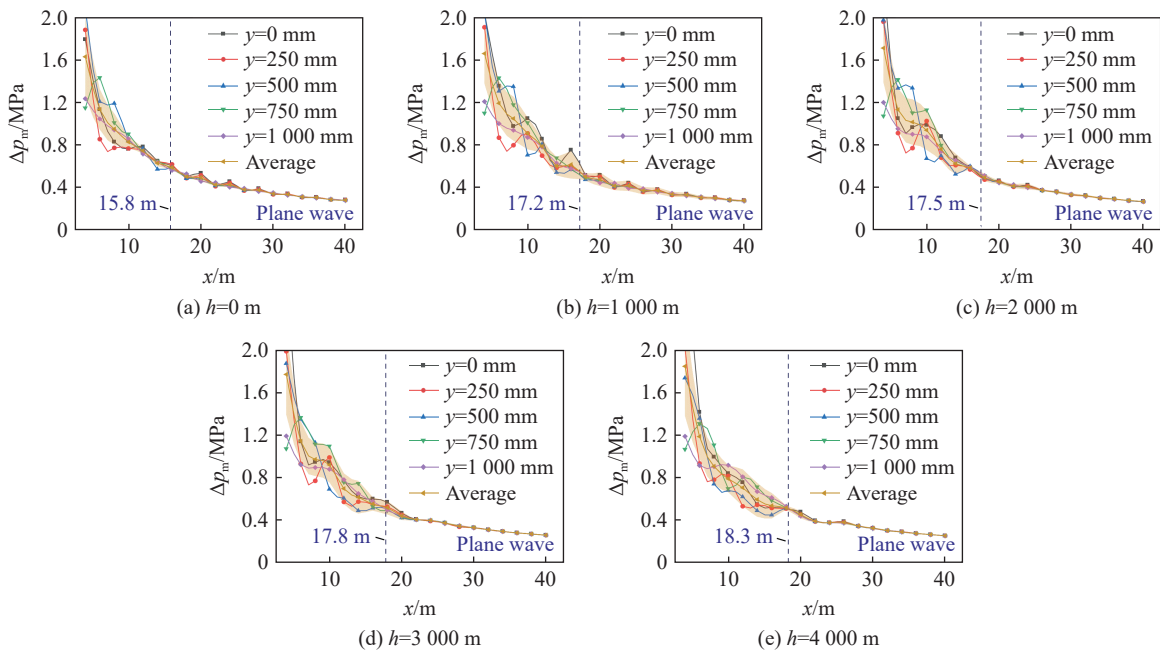 2.0
1.6
1.2
0.8
0.4
0
Δpm/MPa
y=0 mm
y=250 mm
y=500 mm
y=750 mm
y=1 000 mm
Average
15.8 m
Plane wave
10 20 30 40
x/m
(a) h=0 m
2.0
1.6
1.2
0.8
0.4
0
Δpm/MPa
y=0 mm
y=250 mm
y=500 mm
y=750 mm
y=1 000 mm
Average
17.2 m
Plane wave
10 20 30 40
x/m
(b) h=1 000 m
2.0
1.6
1.2
0.8
0.4
0
Δpm/MPa
y=0 mm
y=250 mm
y=500 mm
y=750 mm
y=1 000 mm
Average
17.5 m
Plane wave
10 20 30 40
x/m
(c) h=2 000 m
2.0
1.6
1.2
0.8
0.4
0
Δpm/MPa
y=0 mm
y=250 mm
y=500 mm
y=750 mm
y=1 000 mm
Average
17.8 m
Plane wave
10 20 30 40
x/m
(d) h=3 000 m
2.0
1.6
1.2
0.8
0.4
0
Δpm/MPa
y=0 mm
y=250 mm
y=500 mm
y=750 mm
y=1 000 mm
Average
18.3 m
Plane wave
10 20 30 40
x/m
(e) h=4 000 m